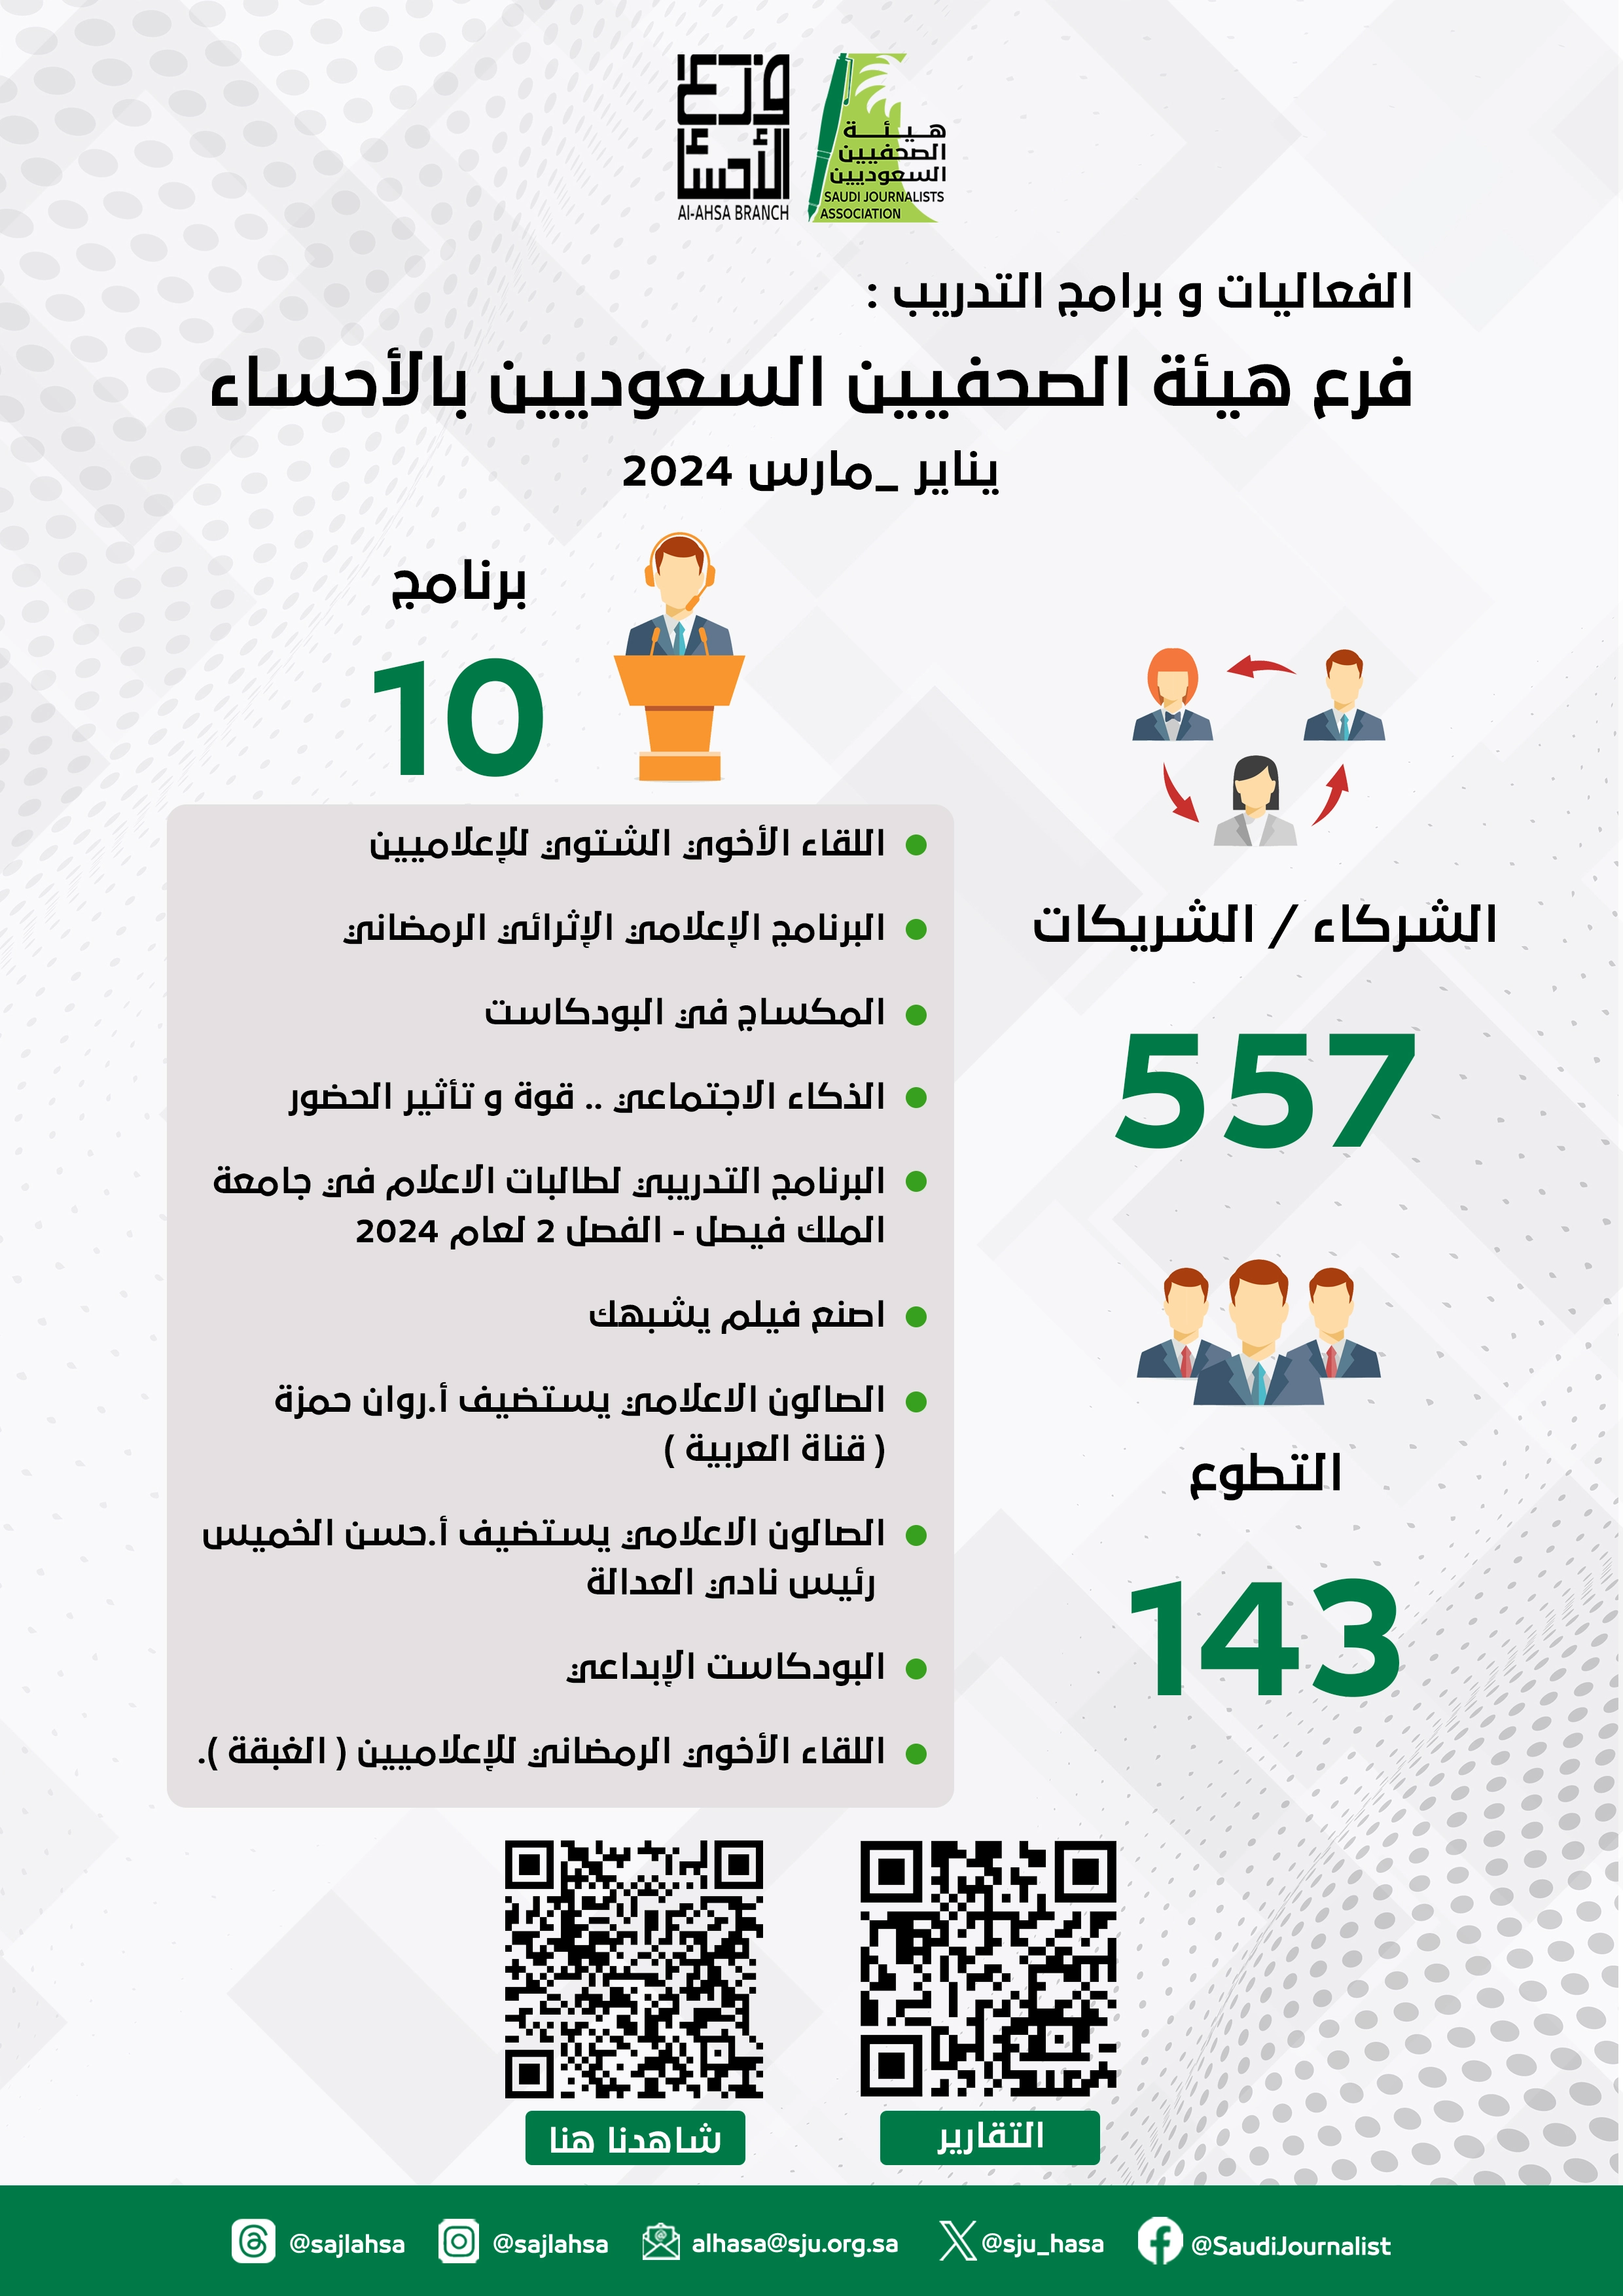 فرع
الأحساء
Al-AHSA BRANCH
هيئة
الصحفيين
السعوديين
SAUDI JOURNALISTS
ASSOCIATION
الفعاليات و برامج التدريب :
فرع هيئة الصحفيين السعوديين بالأحساء
يناير _مارس 2024
برنامج
10
الشركاء / الشريكات
557
التطوع
143
اللقاء الأخوي الشتوي للإعلاميين
البرنامج الإعلامي الإثرائي الرمضاني
المكساج في البودكاست
الذكاء الاجتماعي .. قوة و تأثير الحضور
البرنامج التدريبي لطالبات الاعلام في جامعة
الملك فيصل - الفصل 2 لعام 2024
اصنع فيلم يشبهك
الصالون الاعلامي يستضيف أ.روان حمزة
( قناة العربية )
الصالون الاعلامي يستضيف أ.حسن الخميس
رئيس نادي العدالة
البودكاست الإبداعي
اللقاء الأخوي الرمضاني للإعلاميين ( الغبقة ).
التقارير
شاهدنا هنا
@sajlahsa
@sajlahsa
alhasa@sju.org.sa
@sju_hasa
@SaudiJournalist